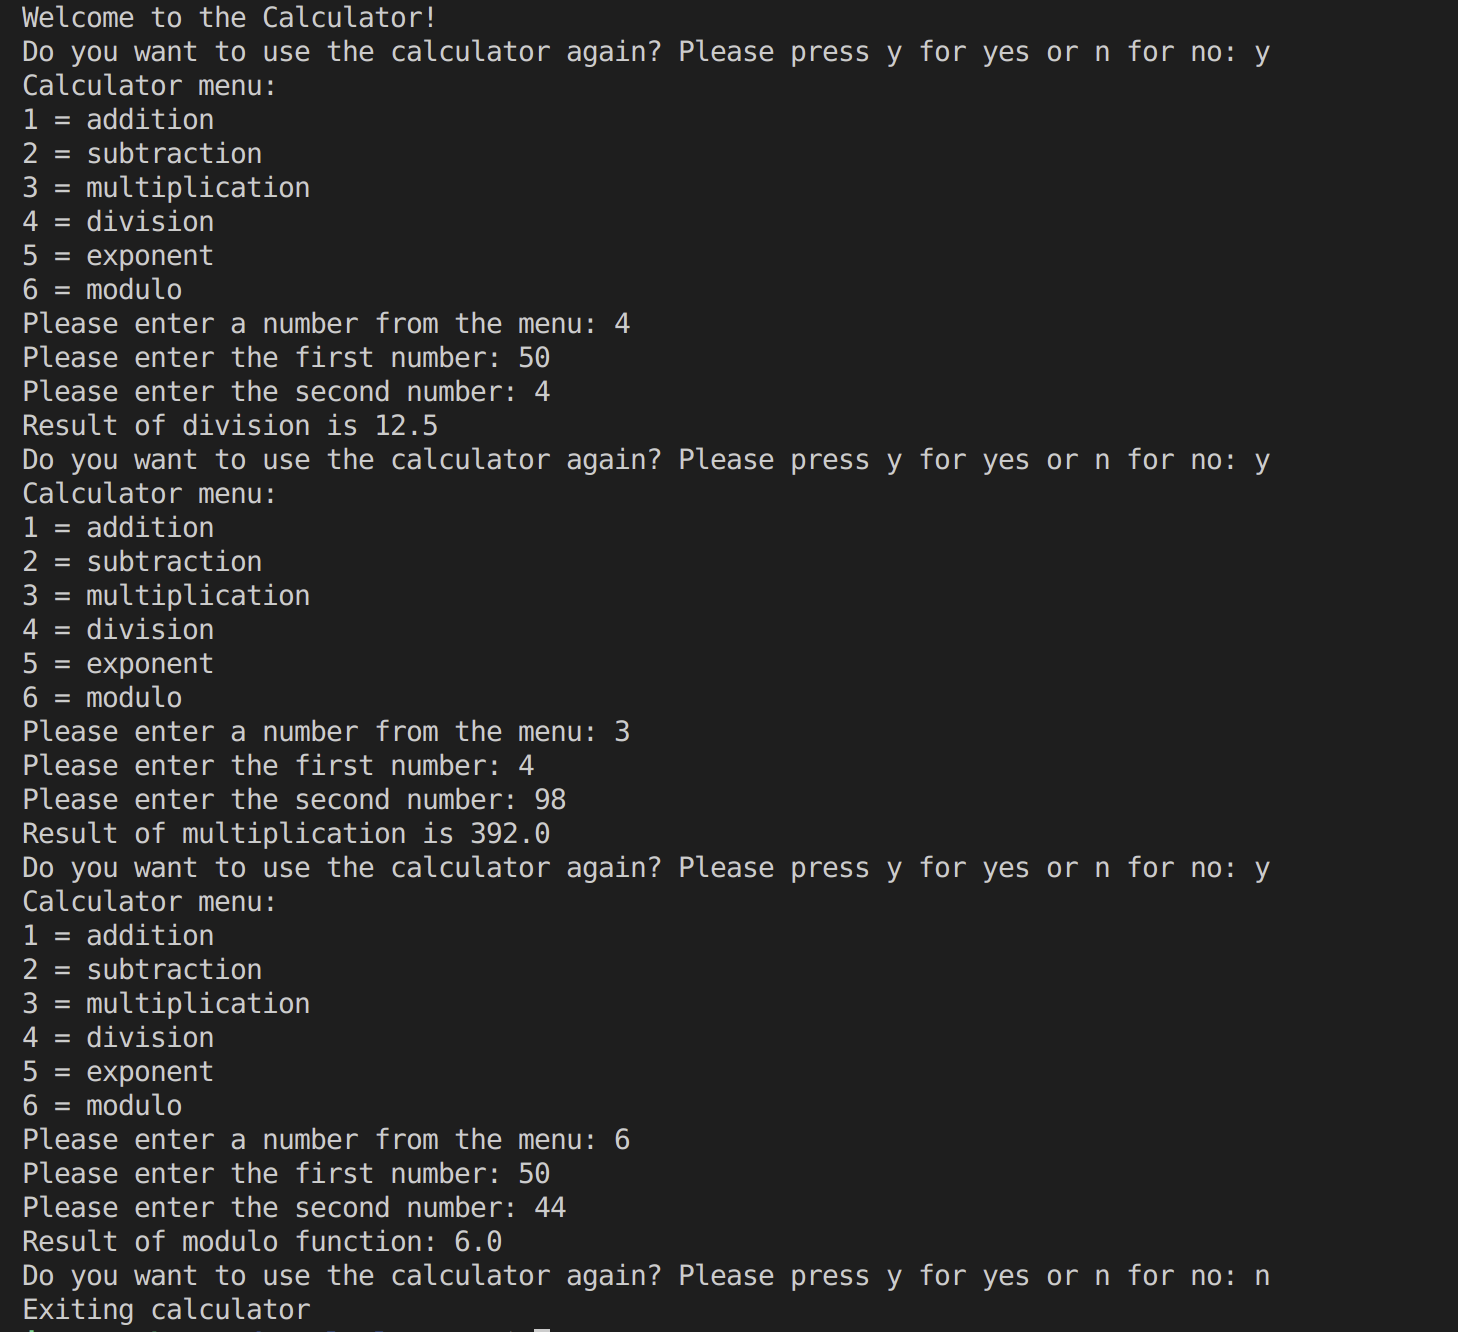 Welcome to the Calculator!
Do you want to use the calculator again? Please press y for yes or n for no: y
Calculator menu:
1 = addition
2 = subtraction
3 = multiplication
4 = division
5 = exponent
6 = modulo
Please enter a number from the menu: 4
Please enter the first number: 50
Please enter the second number: 4
Result of division is 12.5
Do you want to use the calculator again? Please press y for yes or n for no: y
Calculator menu:
1 = addition
2 = subtraction
3 = multiplication
4 = division
5 = exponent
6 = modulo
Please enter a number from the menu: 3
Please enter the first number: 4
Please enter the second number: 98
Result of multiplication is 392.0
Do you want to use the calculator again? Please press y for yes or n for no: y
Calculator menu:
1 = addition
2 = subtraction
3 = multiplication
4 = division
5 = exponent
6 = modulo
Please enter a number from the menu: 6
Please enter the first number: 50
Please enter the second number: 44
Result of modulo function: 6.0
Do you want to use the calculator again? Please press y for yes or n for no: n
Exiting calculator